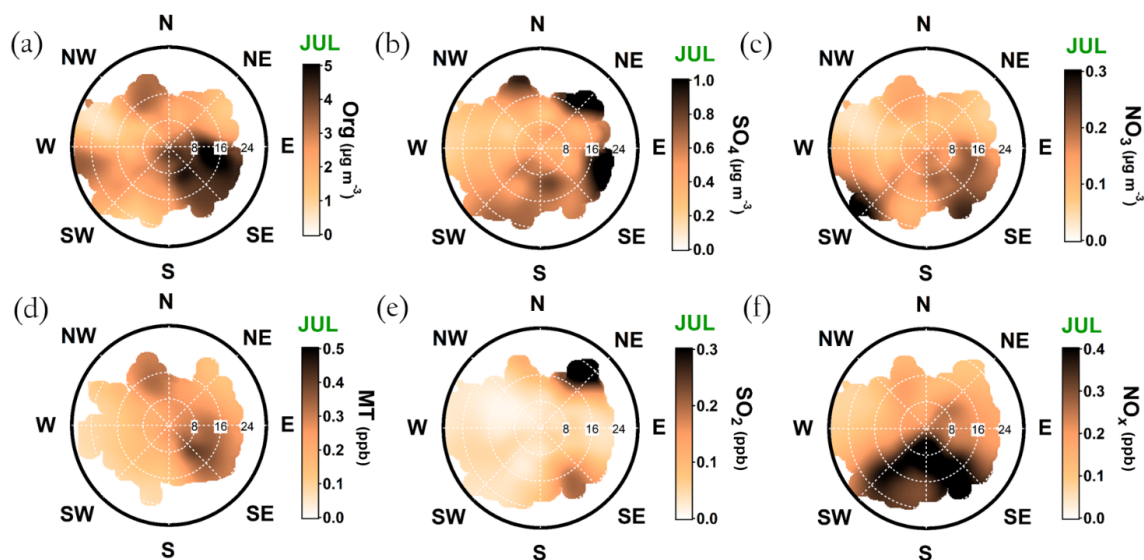 (a)
N
NW
NE
W
E
SW
SE
S
8
16
24
JUL
5
4
3
2
1
0
Org (µg m⁻³)
(b)
N
NW
NE
W
E
SW
SE
S
8
16
24
JUL
1.0
0.8
0.6
0.4
0.2
0.0
SO₄ (µg m⁻³)
(c)
N
NW
NE
W
E
SW
SE
S
8
16
24
JUL
0.3
0.2
0.1
0.0
NO₃ (µg m⁻³)
(d)
N
NW
NE
W
E
SW
SE
S
8
16
24
JUL
0.5
0.4
0.3
0.2
0.1
0.0
MT (ppb)
(e)
N
NW
NE
W
E
SW
SE
S
8
16
24
JUL
0.3
0.2
0.1
0.0
SO₂ (ppb)
(f)
N
NW
NE
W
E
SW
SE
S
8
16
24
JUL
0.4
0.3
0.2
0.1
0.0
NOₓ (ppb)